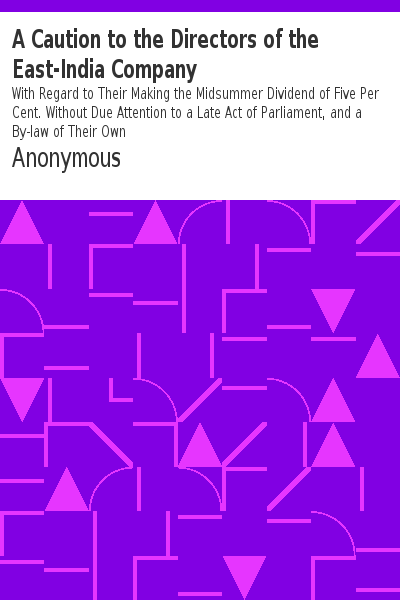 A Caution to the Directors of the
East-India Company
With Regard to Their Making the Midsummer Dividend of Five Per
Cent. Without Due Attention to a Late Act of Parliament, and a
By-law of Their Own
Anonymous